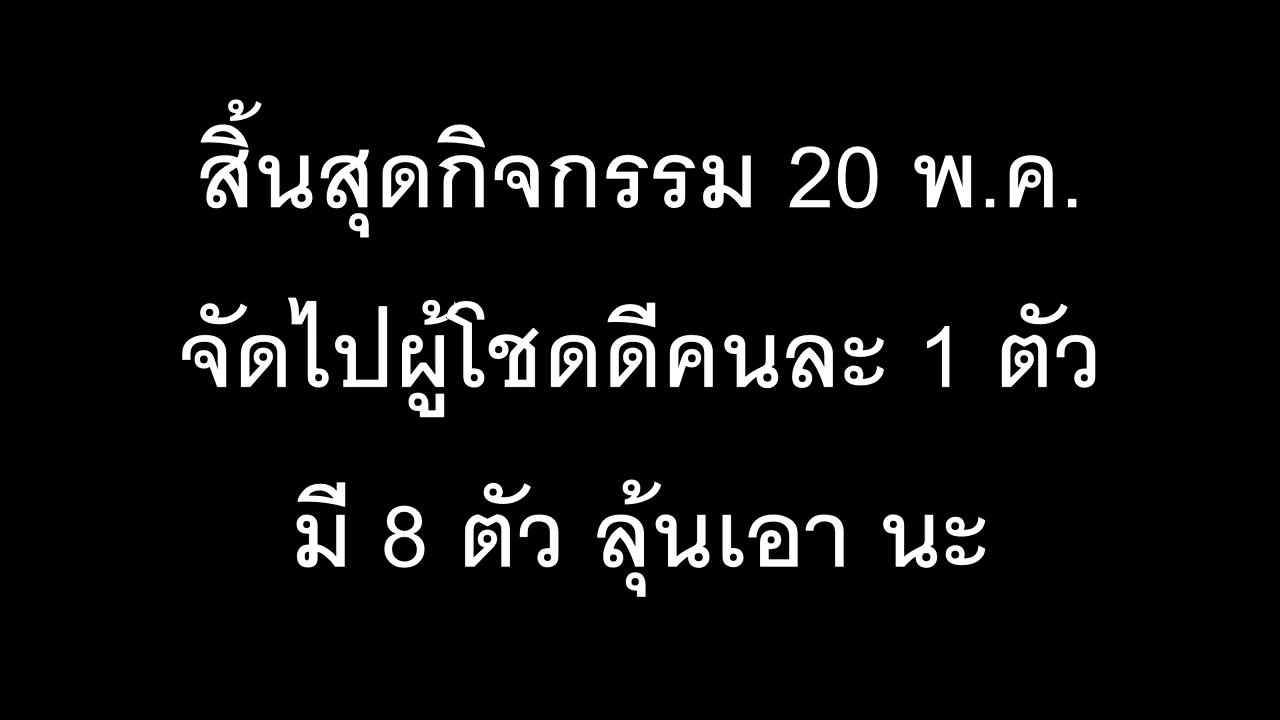 สิ้นสุดกิจกรรม 20 พ.ค.
จัดไปผู้โชดดีคนละ 1 ตัว
มี 8 ตัว ลุ้นเอา นะ